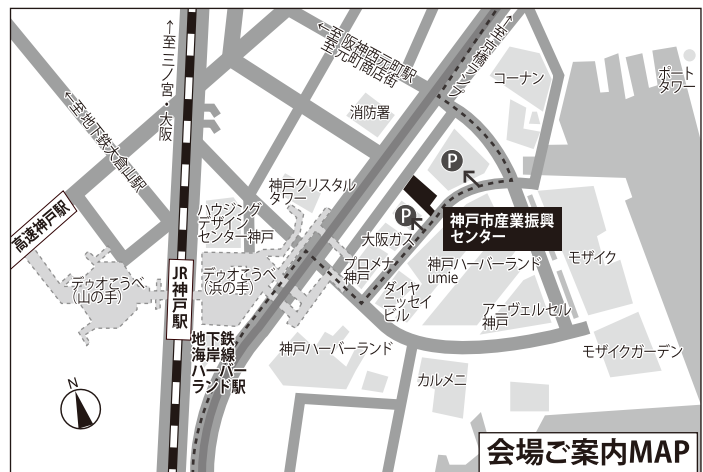 ←至三ノ宮・大阪
←至阪神西元町駅
至元町商店街
→至京橋ランプ
コーナン
ポート
タワー
←至地下鉄大倉山駅
消防署
P
高速神戸駅
ハウジング
デザイン
センター神戸
神戸クリスタル
タワー
P
大阪ガス
神戸市産業振興
センター
デゥオこうべ
(山の手)
JR神戸駅
デゥオこうべ
(浜の手)
プロメナ
神戸
神戸ハーバーランド
umie
モザイク
ダイヤ
ニッセイ
ビル
アニヴェルセル
神戸
地下鉄
海岸線
ハーバー
ランド駅
神戸ハーバーランド
モザイクガーデン
カルメニ
N
会場ご案内MAP